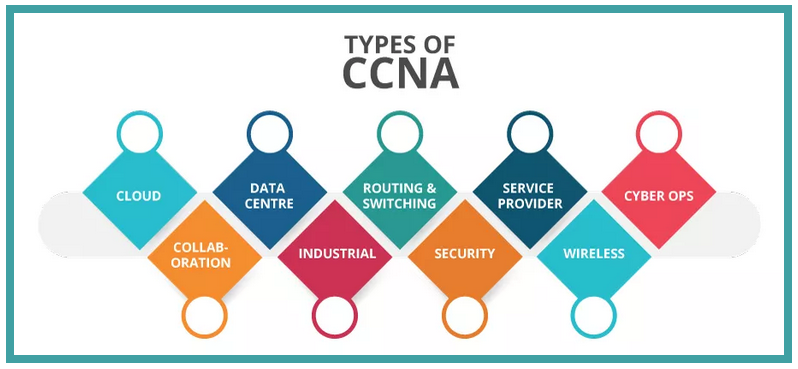 TYPES OF
CCNA
CLOUD
DATA
CENTRE
ROUTING &
SWITCHING
SERVICE
PROVIDER
CYBER OPS
COLLAB-
ORATION
INDUSTRIAL
SECURITY
WIRELESS